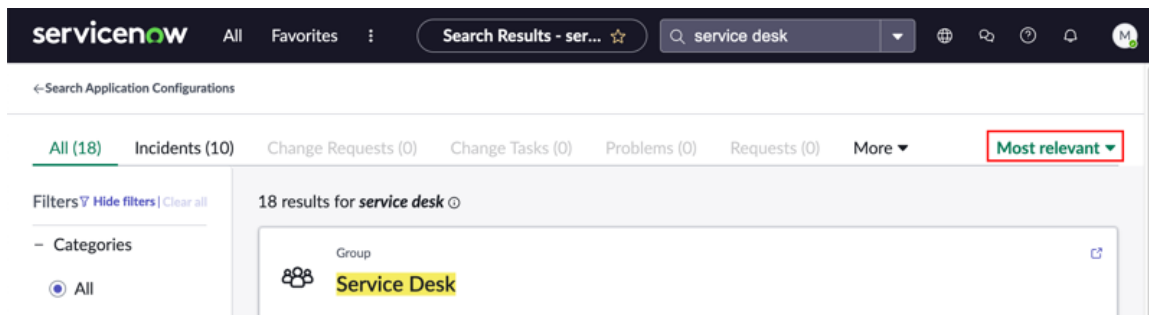 servicenow All Favorites Search Results - ser... service desk M
←Search Application Configurations
All (18) Incidents (10) Change Requests (0) Change Tasks (0) Problems (0) Requests (0) More Most relevant
Filters Hide filters | Clear all
18 results for service desk
− Categories
Group
All
Service Desk